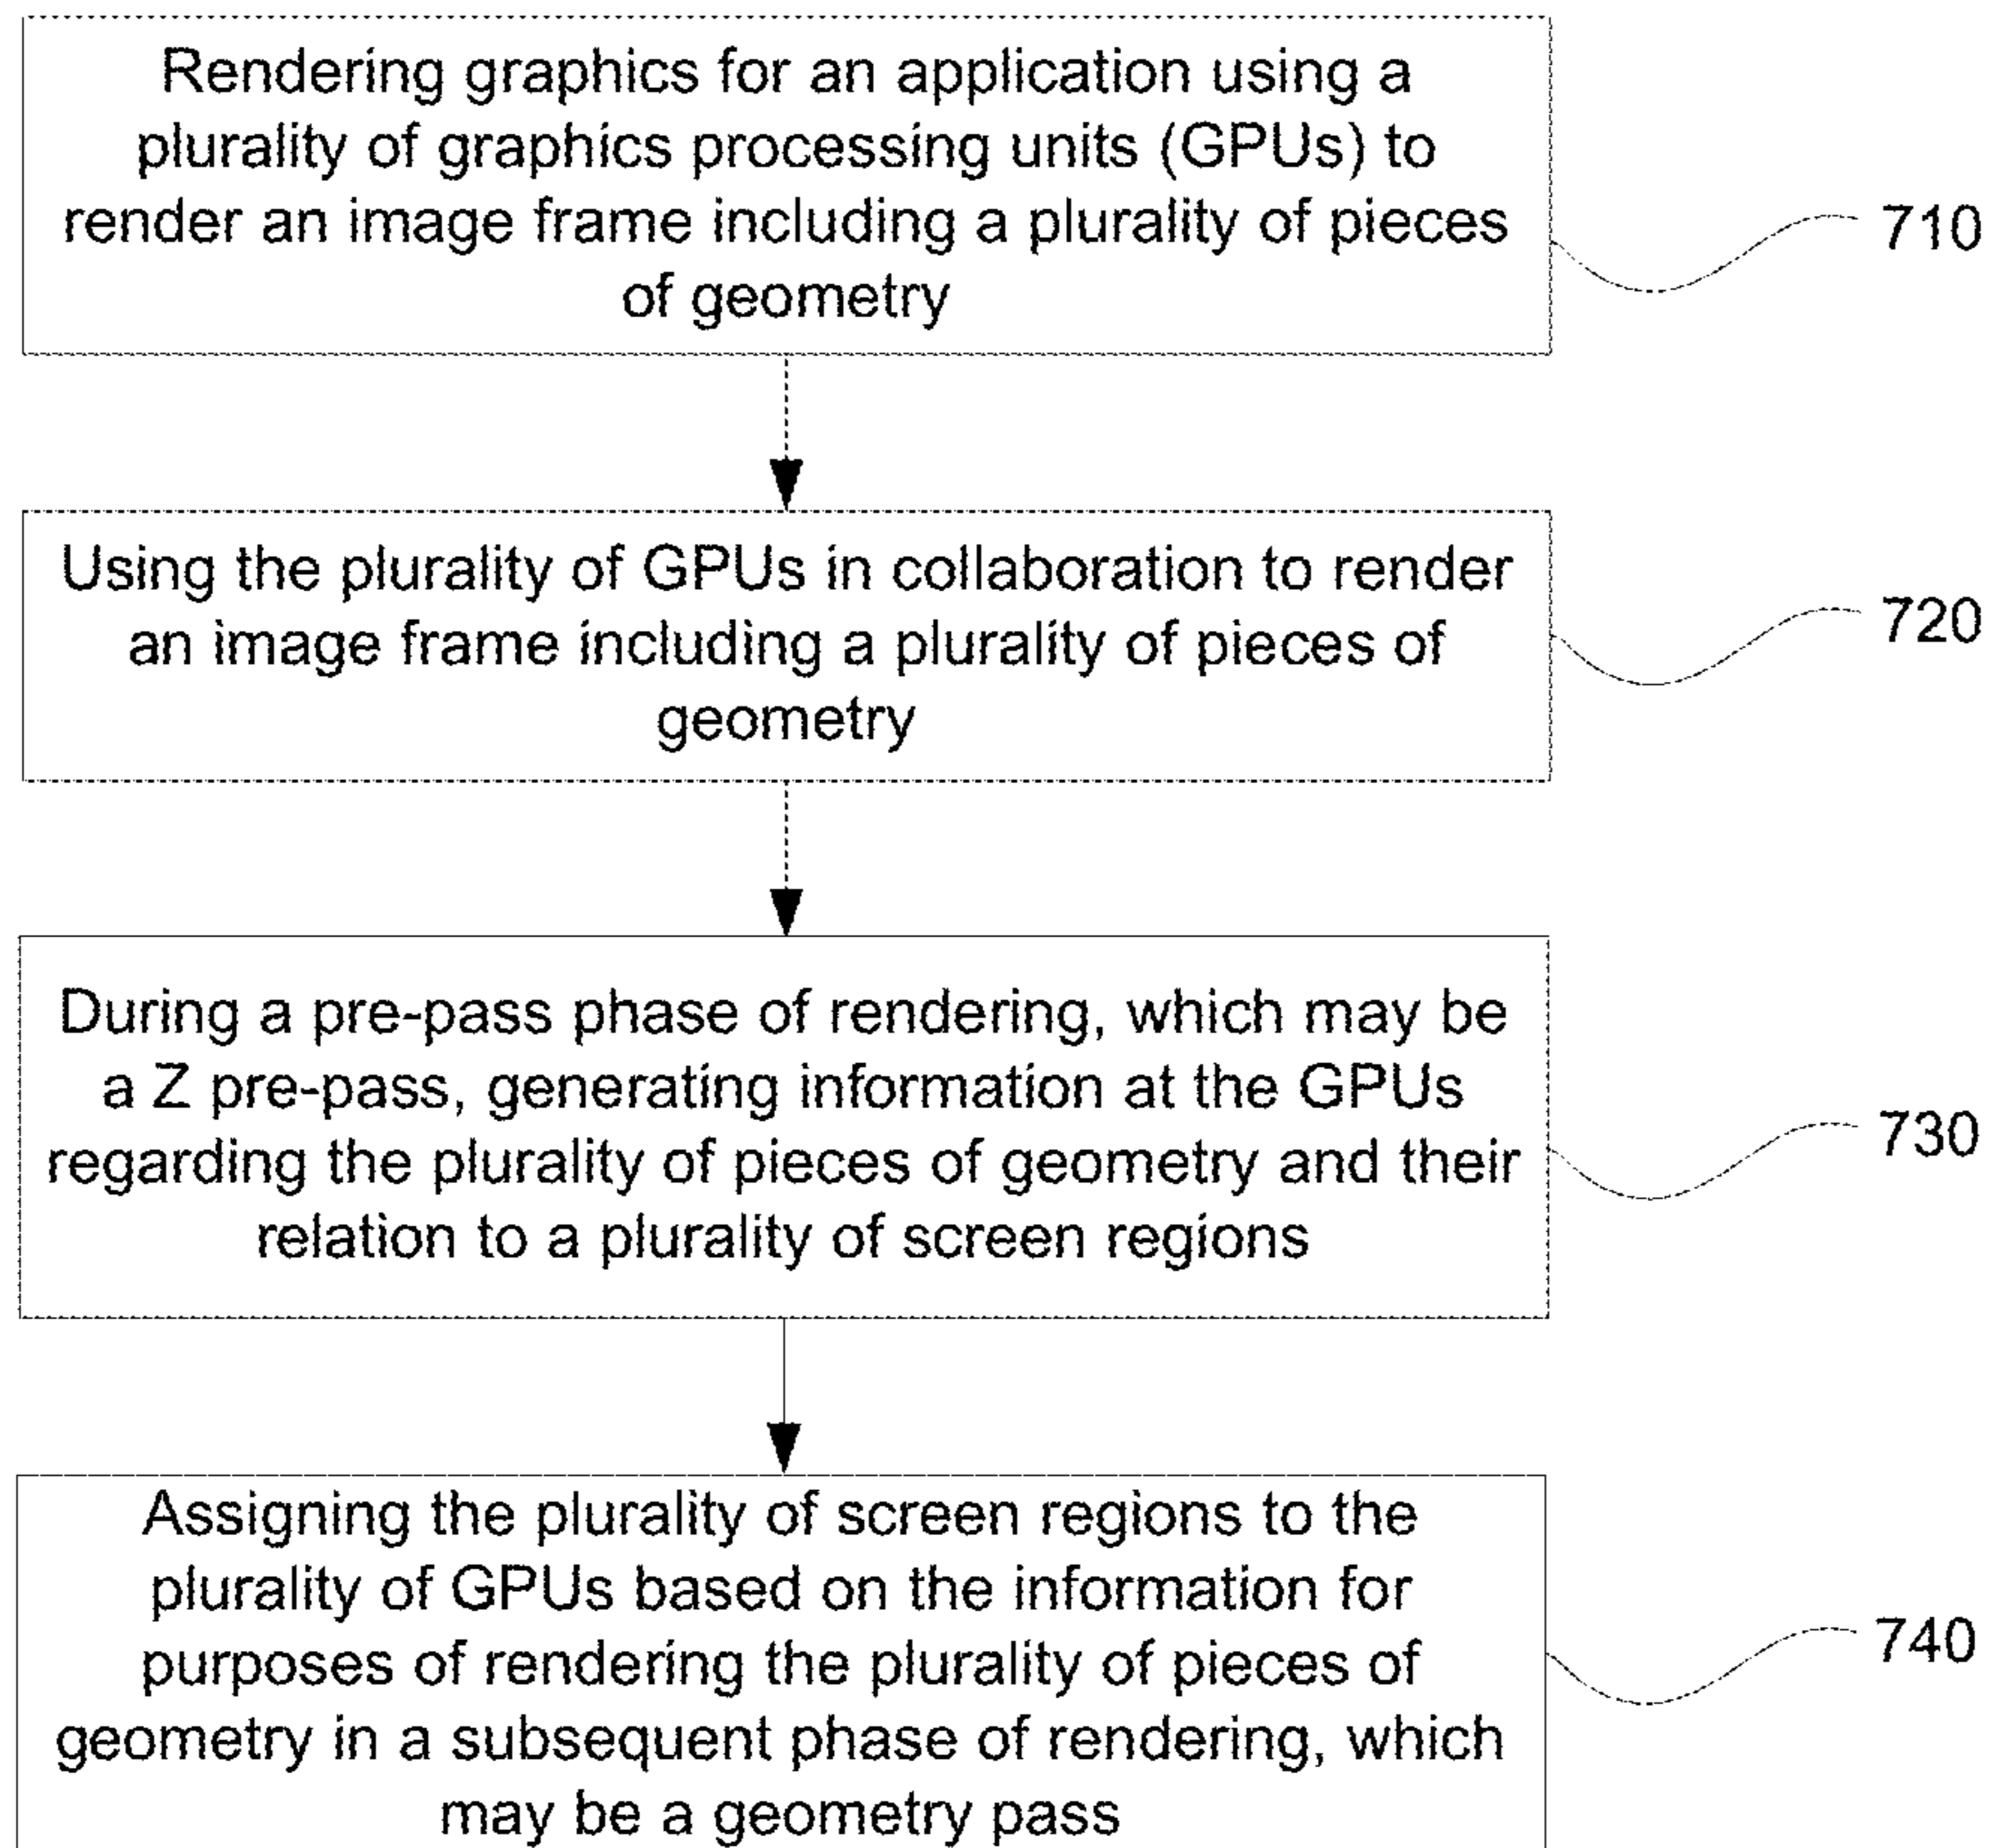 Rendering graphics for an application using a
plurality of graphics processing units (GPUs) to
render an image frame including a plurality of pieces
of geometry
710
Using the plurality of GPUs in collaboration to render
an image frame including a plurality of pieces of
geometry
720
During a pre-pass phase of rendering, which may be
a Z pre-pass, generating information at the GPUs
regarding the plurality of pieces of geometry and their
relation to a plurality of screen regions
730
Assigning the plurality of screen regions to the
plurality of GPUs based on the information for
purposes of rendering the plurality of pieces of
geometry in a subsequent phase of rendering, which
may be a geometry pass
740